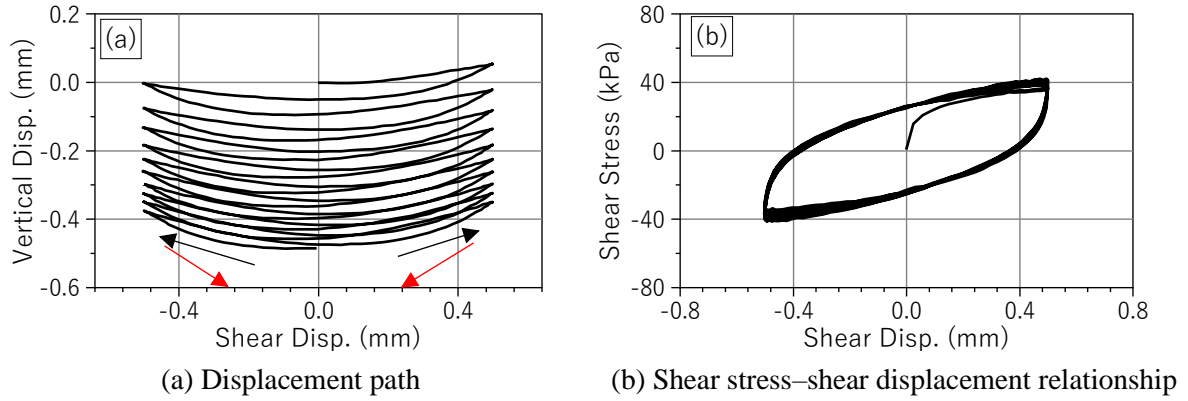 (a)
0.2
0.0
-0.2
-0.4
-0.6
Vertical Disp. (mm)
-0.4
0.0
0.4
Shear Disp. (mm)
(a) Displacement path
(b)
80
40
0
-40
-80
Shear Stress (kPa)
-0.8
-0.4
0.0
0.4
0.8
Shear Disp. (mm)
(b) Shear stress–shear displacement relationship